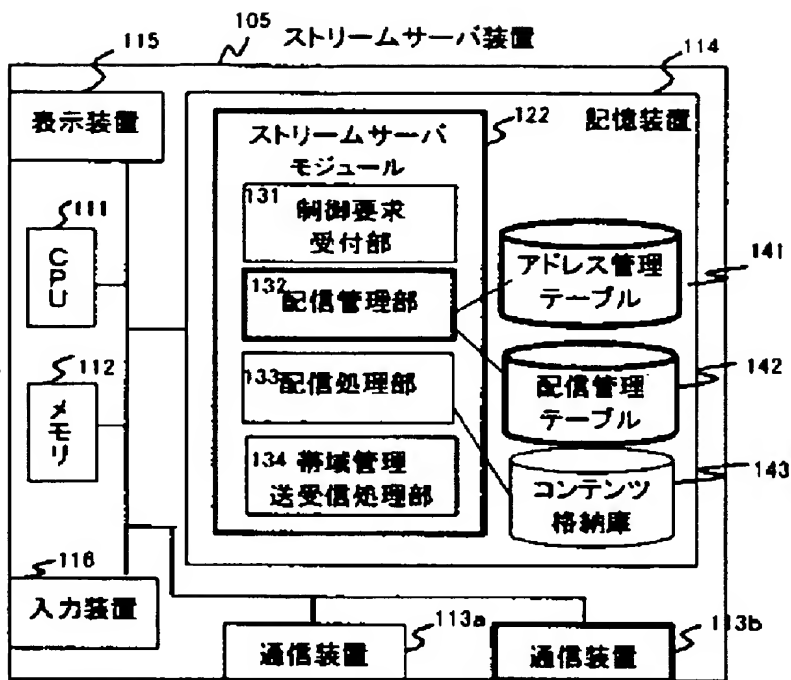 105 ストリームサーバ装置
115
114
表示装置
記憶装置
122
ストリームサーバ
モジュール
131
制御要求
受付部
111
CPU
132
配信管理部
アドレス管理
テーブル
141
112
メモリ
133
配信処理部
配信管理
テーブル
142
134
帯域管理
送受信処理部
コンテンツ
格納庫
143
116
入力装置
通信装置
113a
通信装置
113b